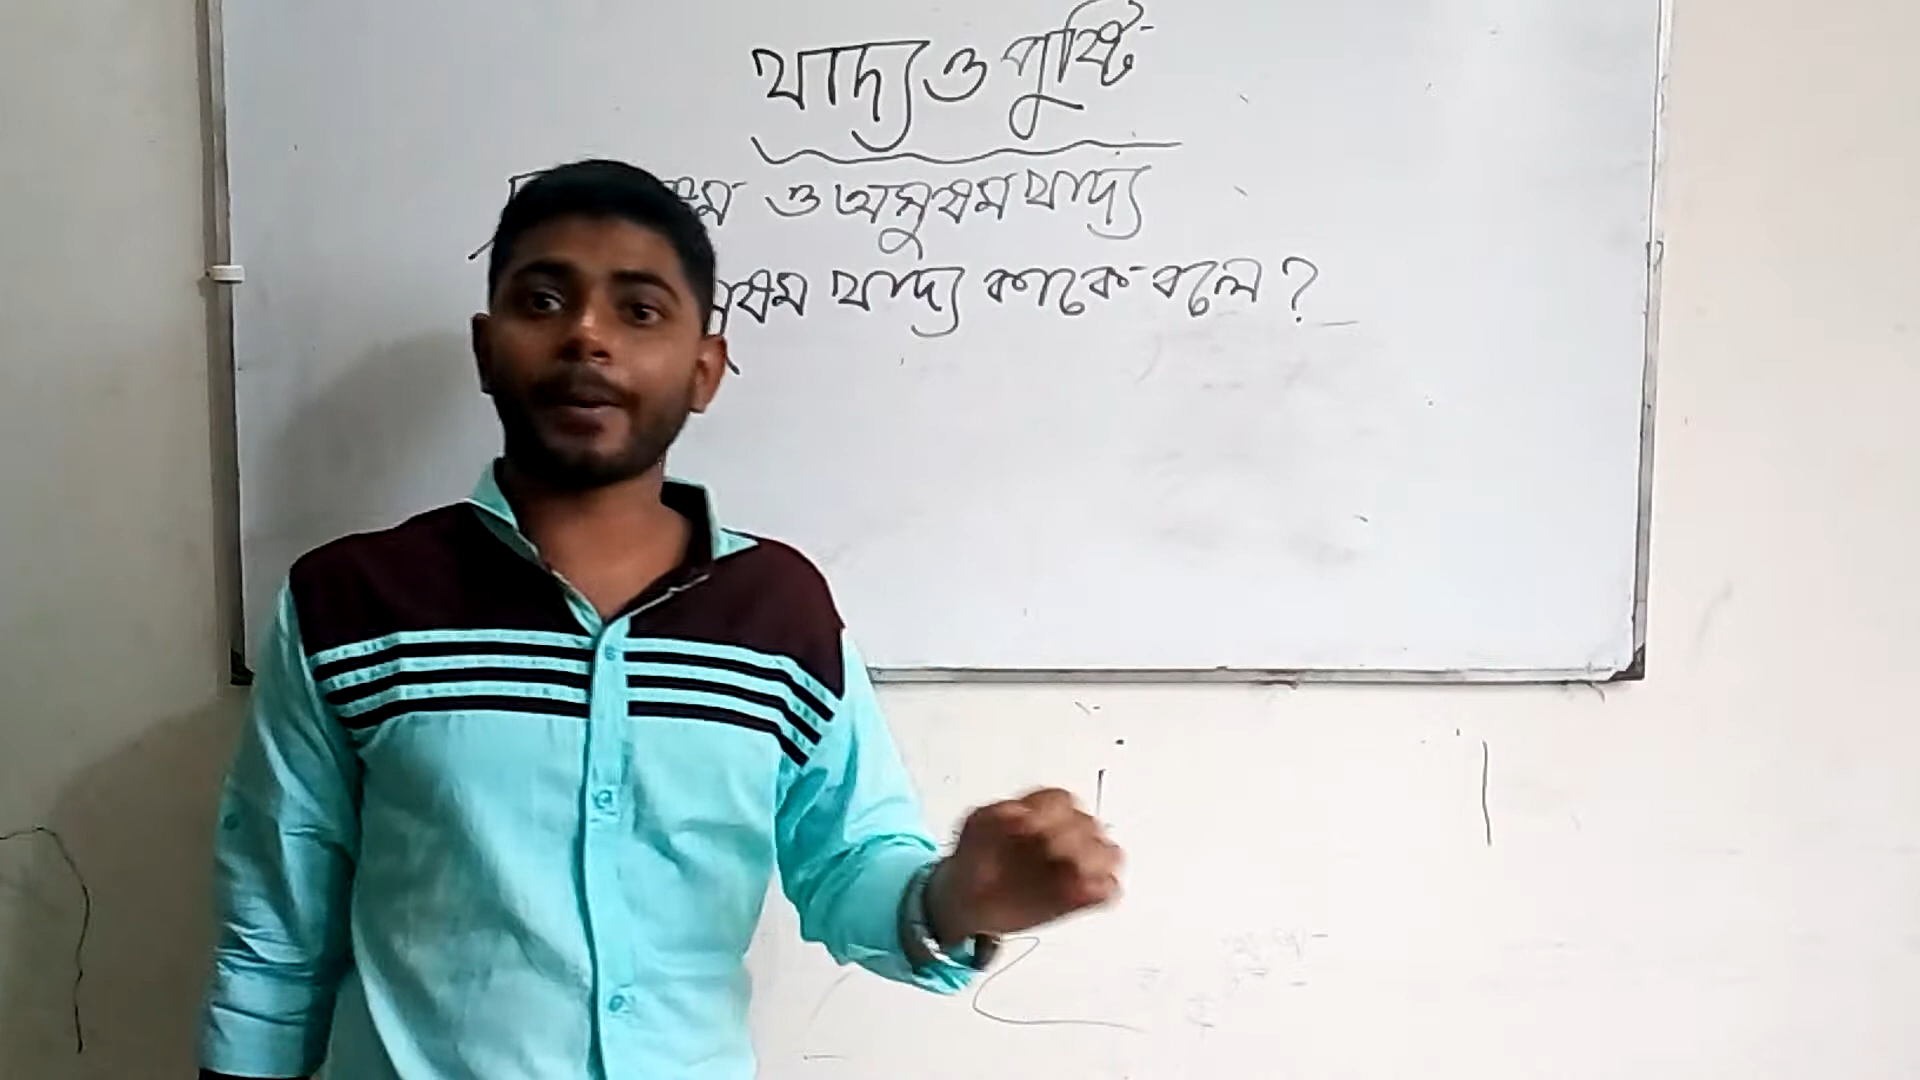 খাদ্য ও পুষ্টি
ও অসুষম খাদ্য
সুষম খাদ্য কাকে বলে?